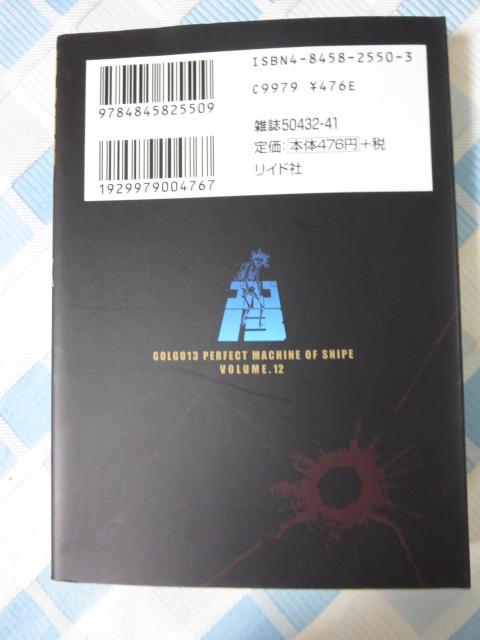 ISBN4-8458-2550-3
C9979 ¥476E
9784845825509
雑誌50432-41
定価:本体476円+税
リイド社
1929979004767
GOLGO13 PERFECT MACHINE OF SNIPE
VOLUME.12